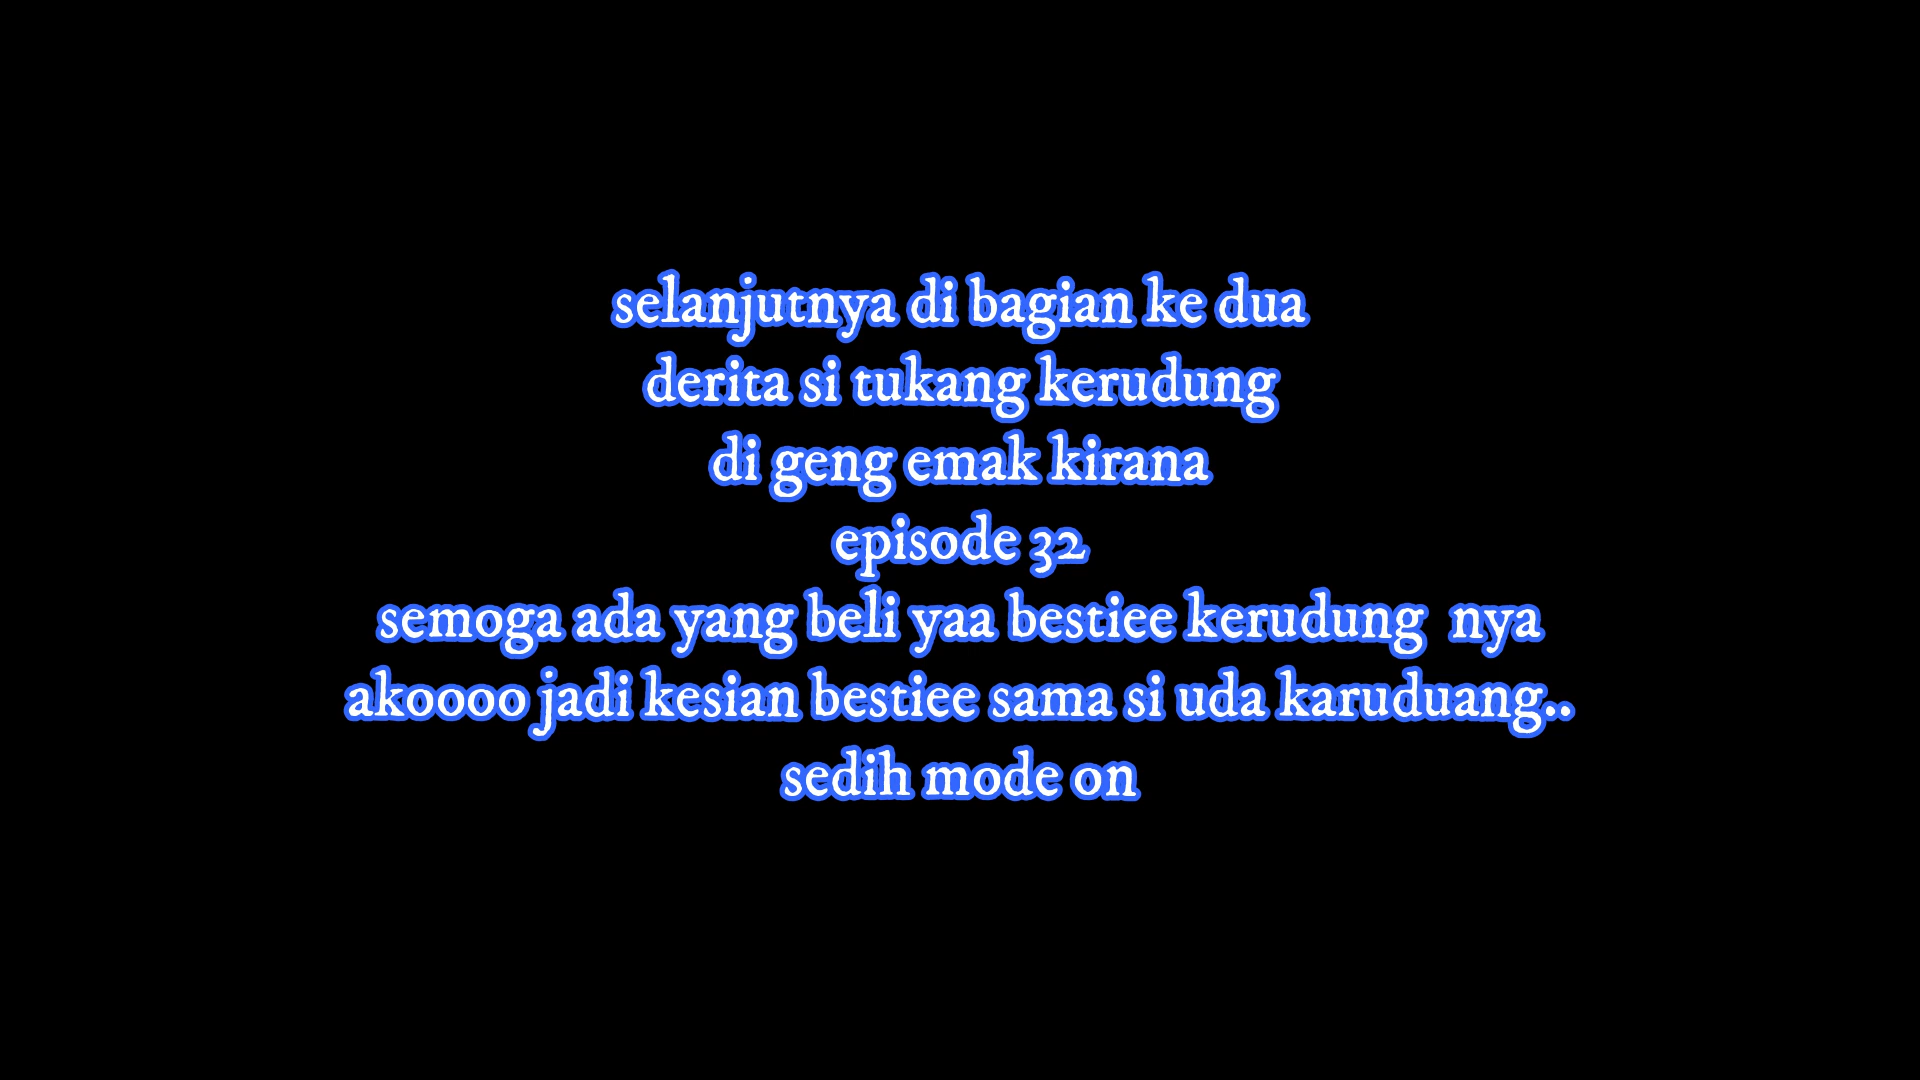 selanjutnya di bagian ke dua
derita si tukang kerudung
di geng emak kirana
episode 32
semoga ada yang beli yaa bestiee kerudung  nya
akoooo jadi kesian bestiee sama si uda karuduang..
sedih mode on